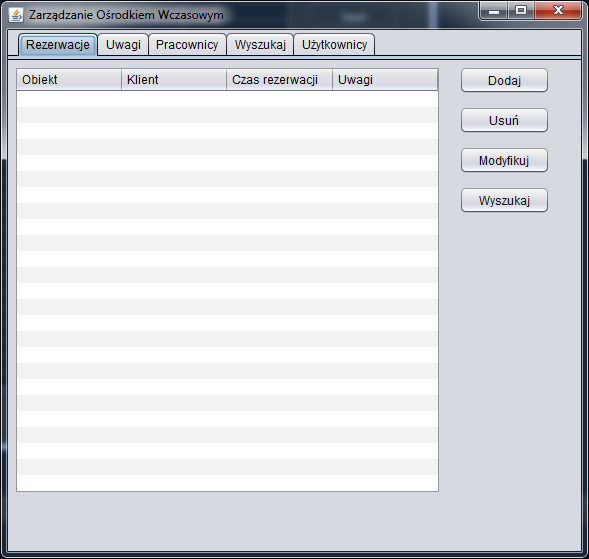 Zarządzanie Ośrodkiem Wczasowym
Rezerwacje Uwagi Pracownicy Wyszukaj Użytkownicy
Obiekt Klient Czas rezerwacji Uwagi
Dodaj
Usuń
Modyfikuj
Wyszukaj